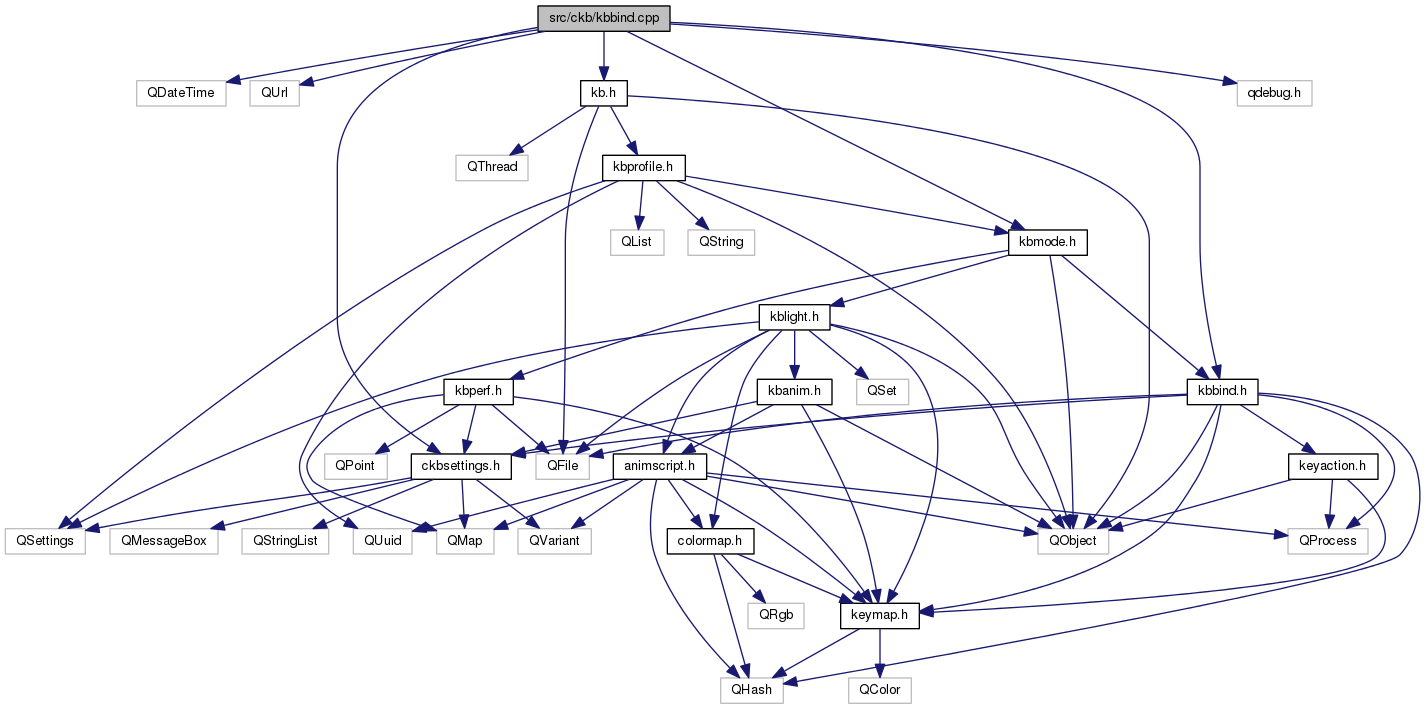 src/ckb/kbbind.cpp
QDateTime
QUrl
kb.h
qdebug.h
QThread
kbprofile.h
QList
QString
kbmode.h
kblight.h
kbperf.h
kbanim.h
QSet
kbbind.h
QPoint
ckbsettings.h
QFile
animscript.h
keyaction.h
QSettings
QMessageBox
QStringList
QUuid
QMap
QVariant
colormap.h
QObject
QProcess
QRgb
keymap.h
QHash
QColor